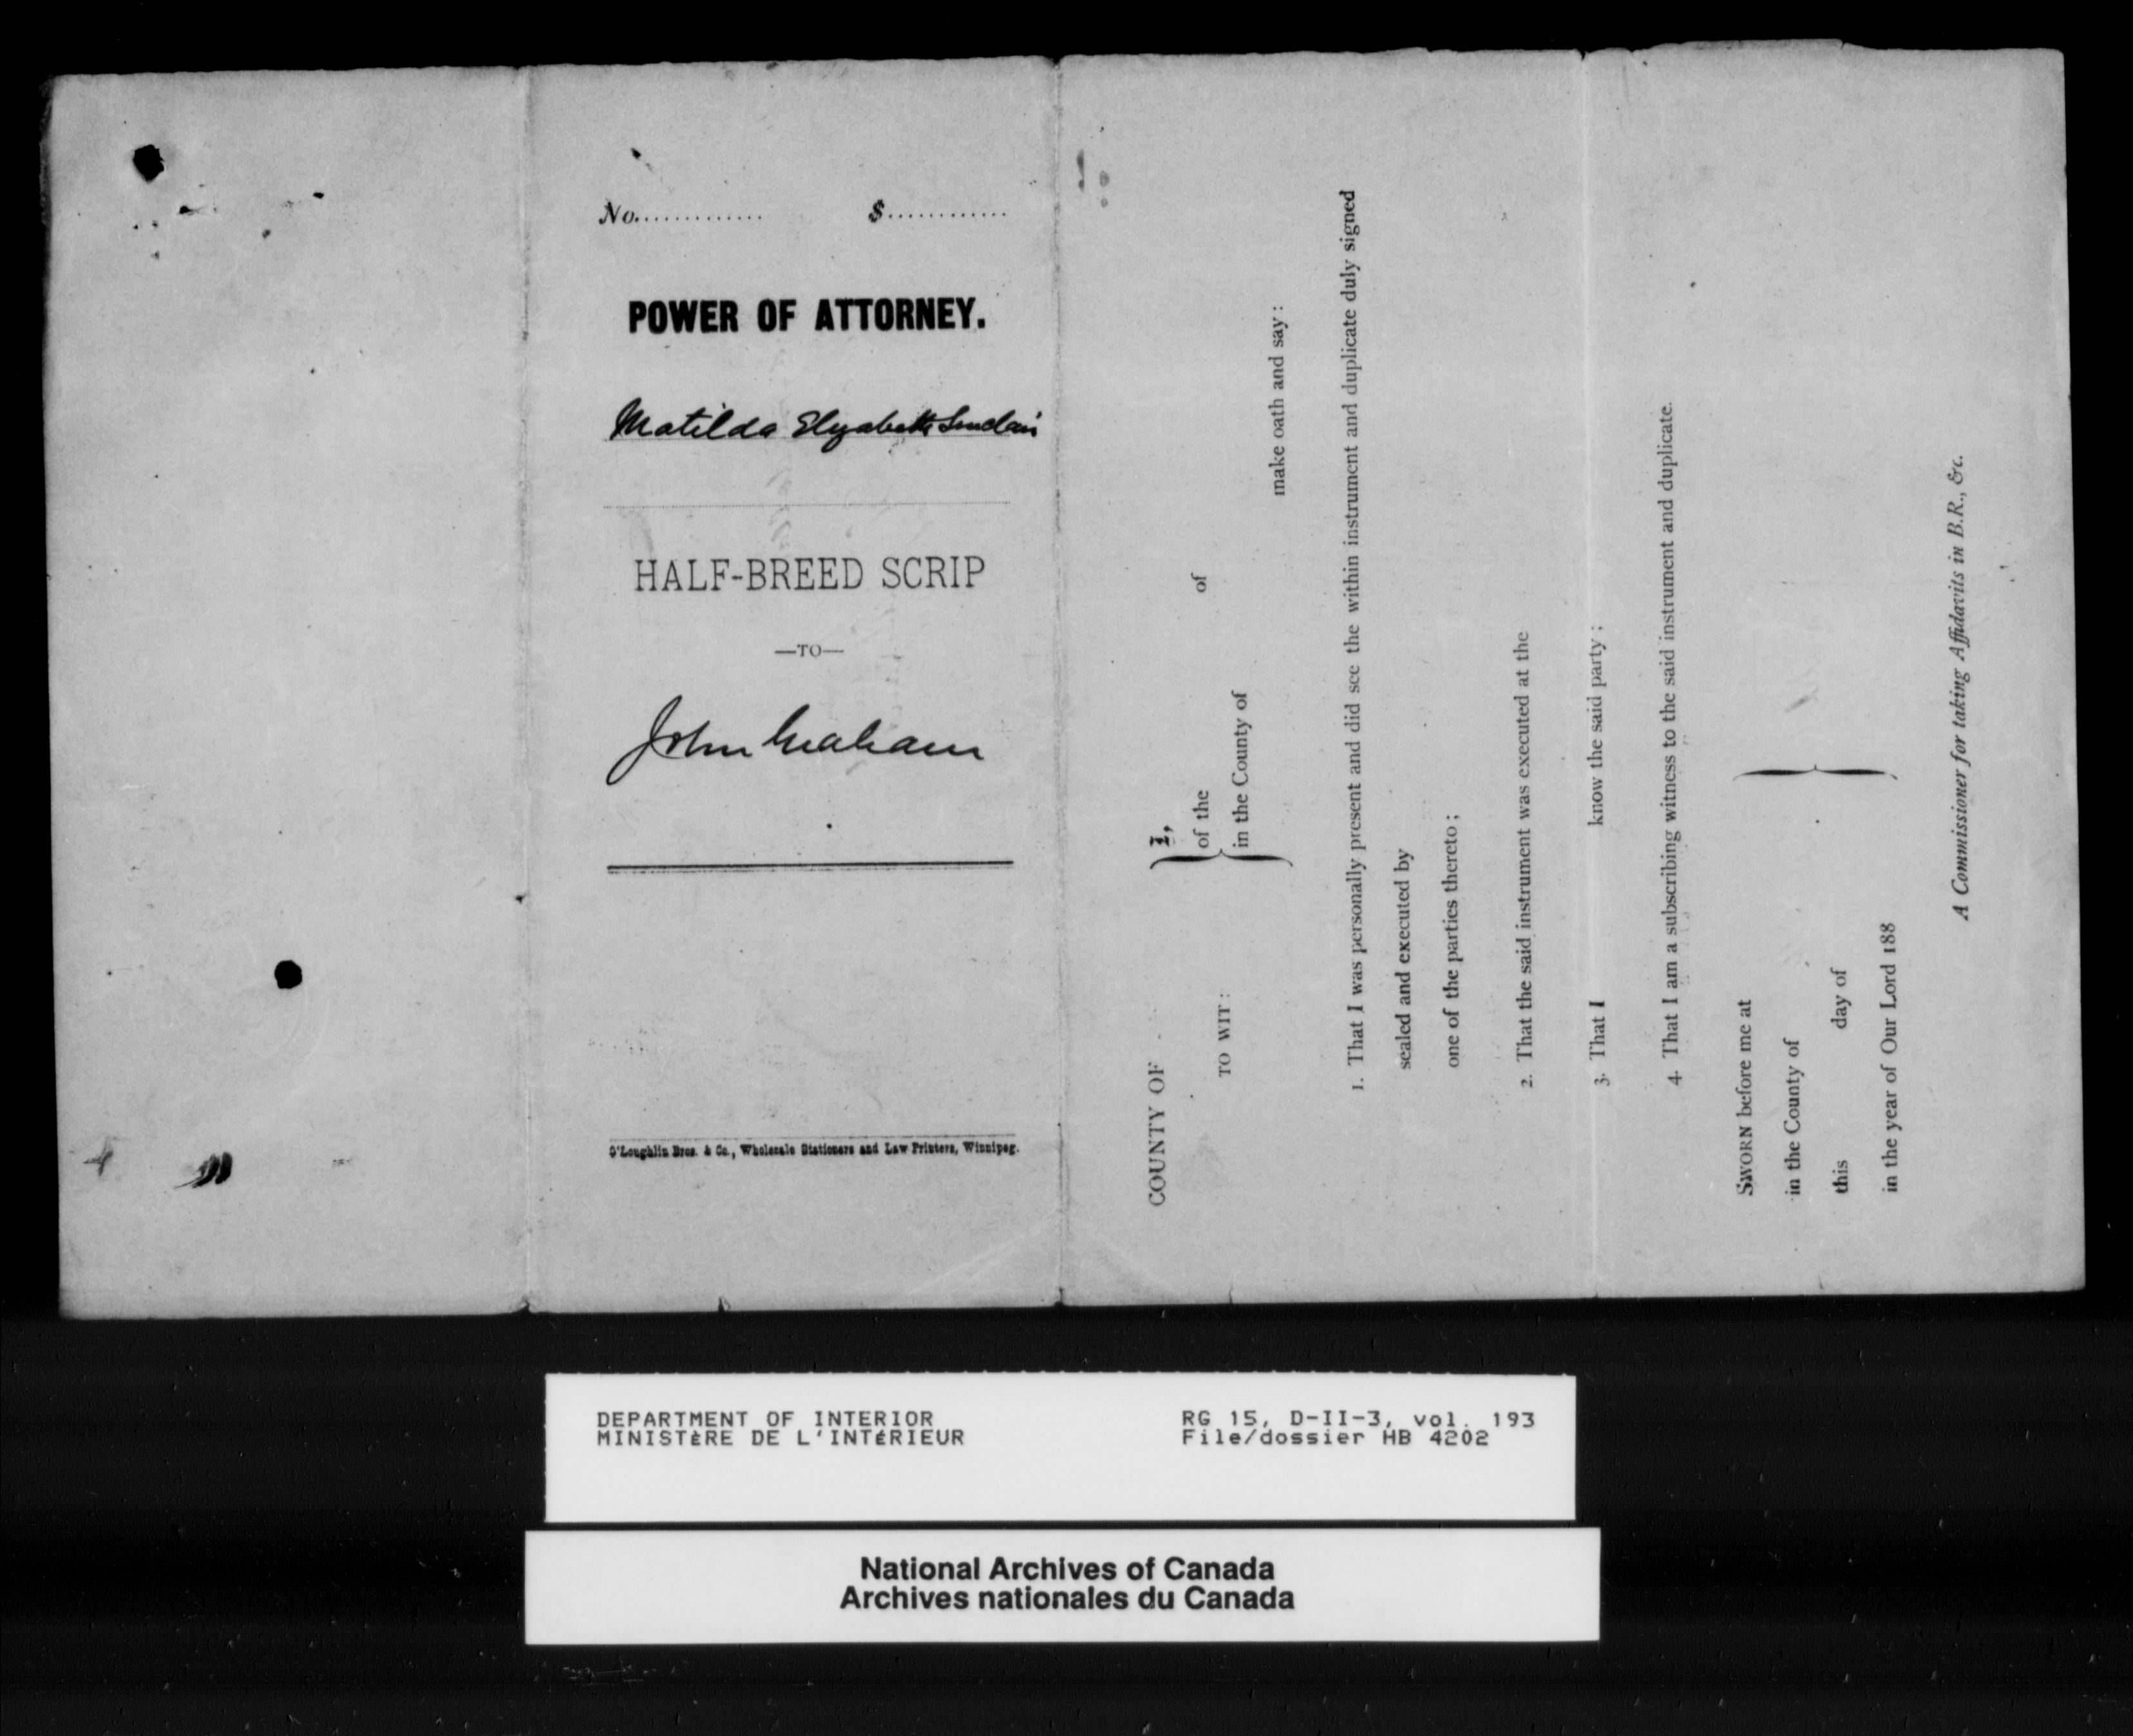 No............. $............
POWER OF ATTORNEY.
Matilda Elyzabeth Sinclair
HALF-BREED SCRIP
—TO—
John Graham
O'Loughlin Bros. & Co., Wholesale Stationers and Law Printers, Winnipeg.
COUNTY OF
TO WIT :
I,
of the of
in the County of
make oath and say :
1. That I was personally present and did see the within instrument and duplicate duly signed
sealed and executed by
one of the parties thereto ;
2. That the said instrument was executed at the
3. That I know the said party ;
4. That I am a subscribing witness to the said instrument and duplicate.
SWORN before me at
in the County of
this day of
in the year of Our Lord 188
A Commissioner for taking Affidavits in B.R., &c.
DEPARTMENT OF INTERIOR
MINISTÈRE DE L'INTÉRIEUR
RG 15, D-II-3, vol. 193
File/dossier HB 4202
National Archives of Canada
Archives nationales du Canada